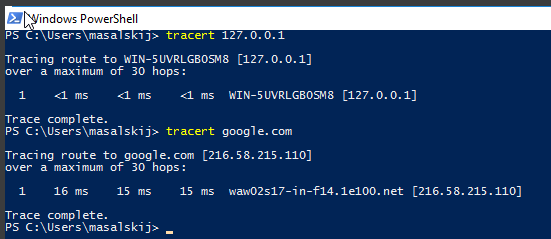 Windows PowerShell
PS C:\Users\masalskij> tracert 127.0.0.1
Tracing route to WIN-5UVRLGBOSM8 [127.0.0.1]
over a maximum of 30 hops:
1 <1 ms <1 ms <1 ms WIN-5UVRLGBOSM8 [127.0.0.1]
Trace complete.
PS C:\Users\masalskij> tracert google.com
Tracing route to google.com [216.58.215.110]
over a maximum of 30 hops:
1 16 ms 15 ms 15 ms waw02s17-in-f14.1e100.net [216.58.215.110]
Trace complete.
PS C:\Users\masalskij> _